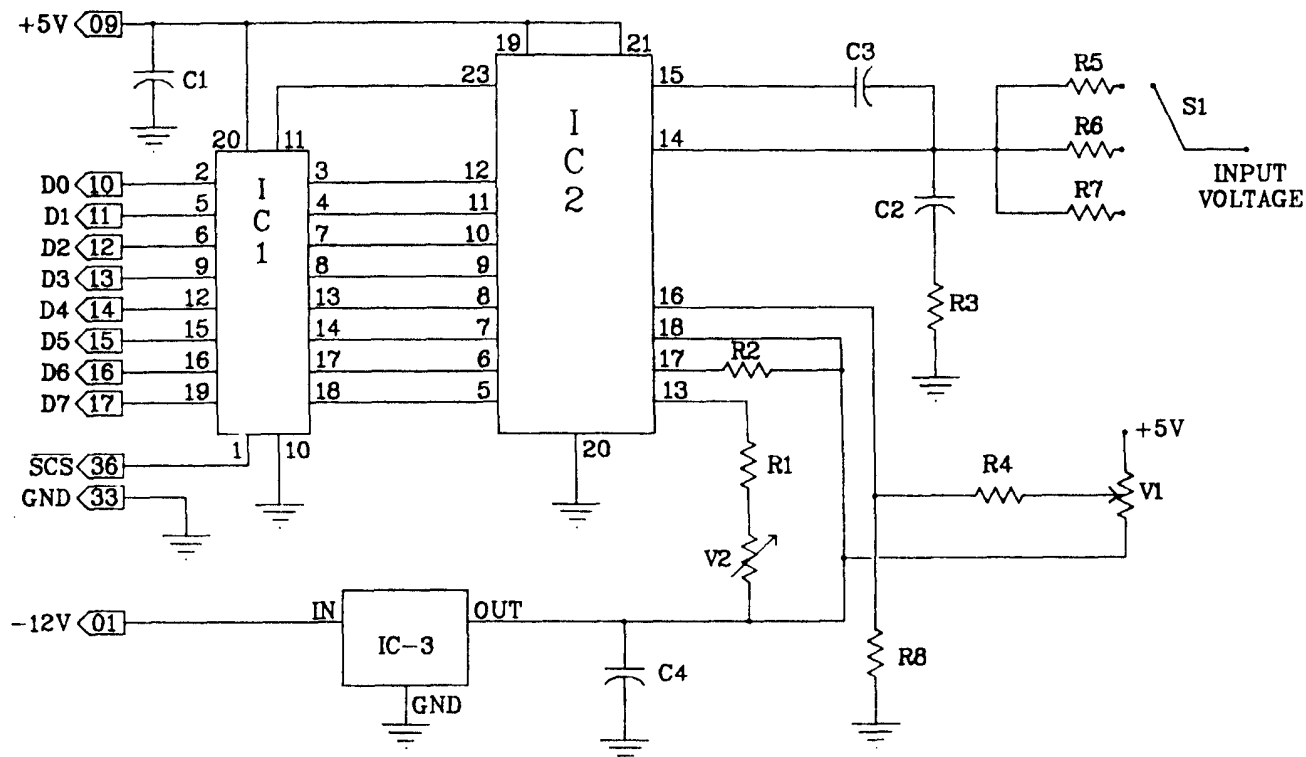 +5V 09
C1
19 21
23
15
C3
R5
S1
R6
14
INPUT
VOLTAGE
R7
C2
R3
20 11
I
C
2
I
C
1
D0 10 2 3 12
D1 11 5 4 11
D2 12 6 7 10
D3 13 9 8 9
D4 14 12 13 8
D5 15 15 14 7
D6 16 16 17 6
D7 17 19 18 5
16
18
R2
17
13
1 10
20
SCS 36
GND 33
R1
R4
+5V
V1
V2
-12V 01
IN
OUT
IC-3
GND
C4
R8